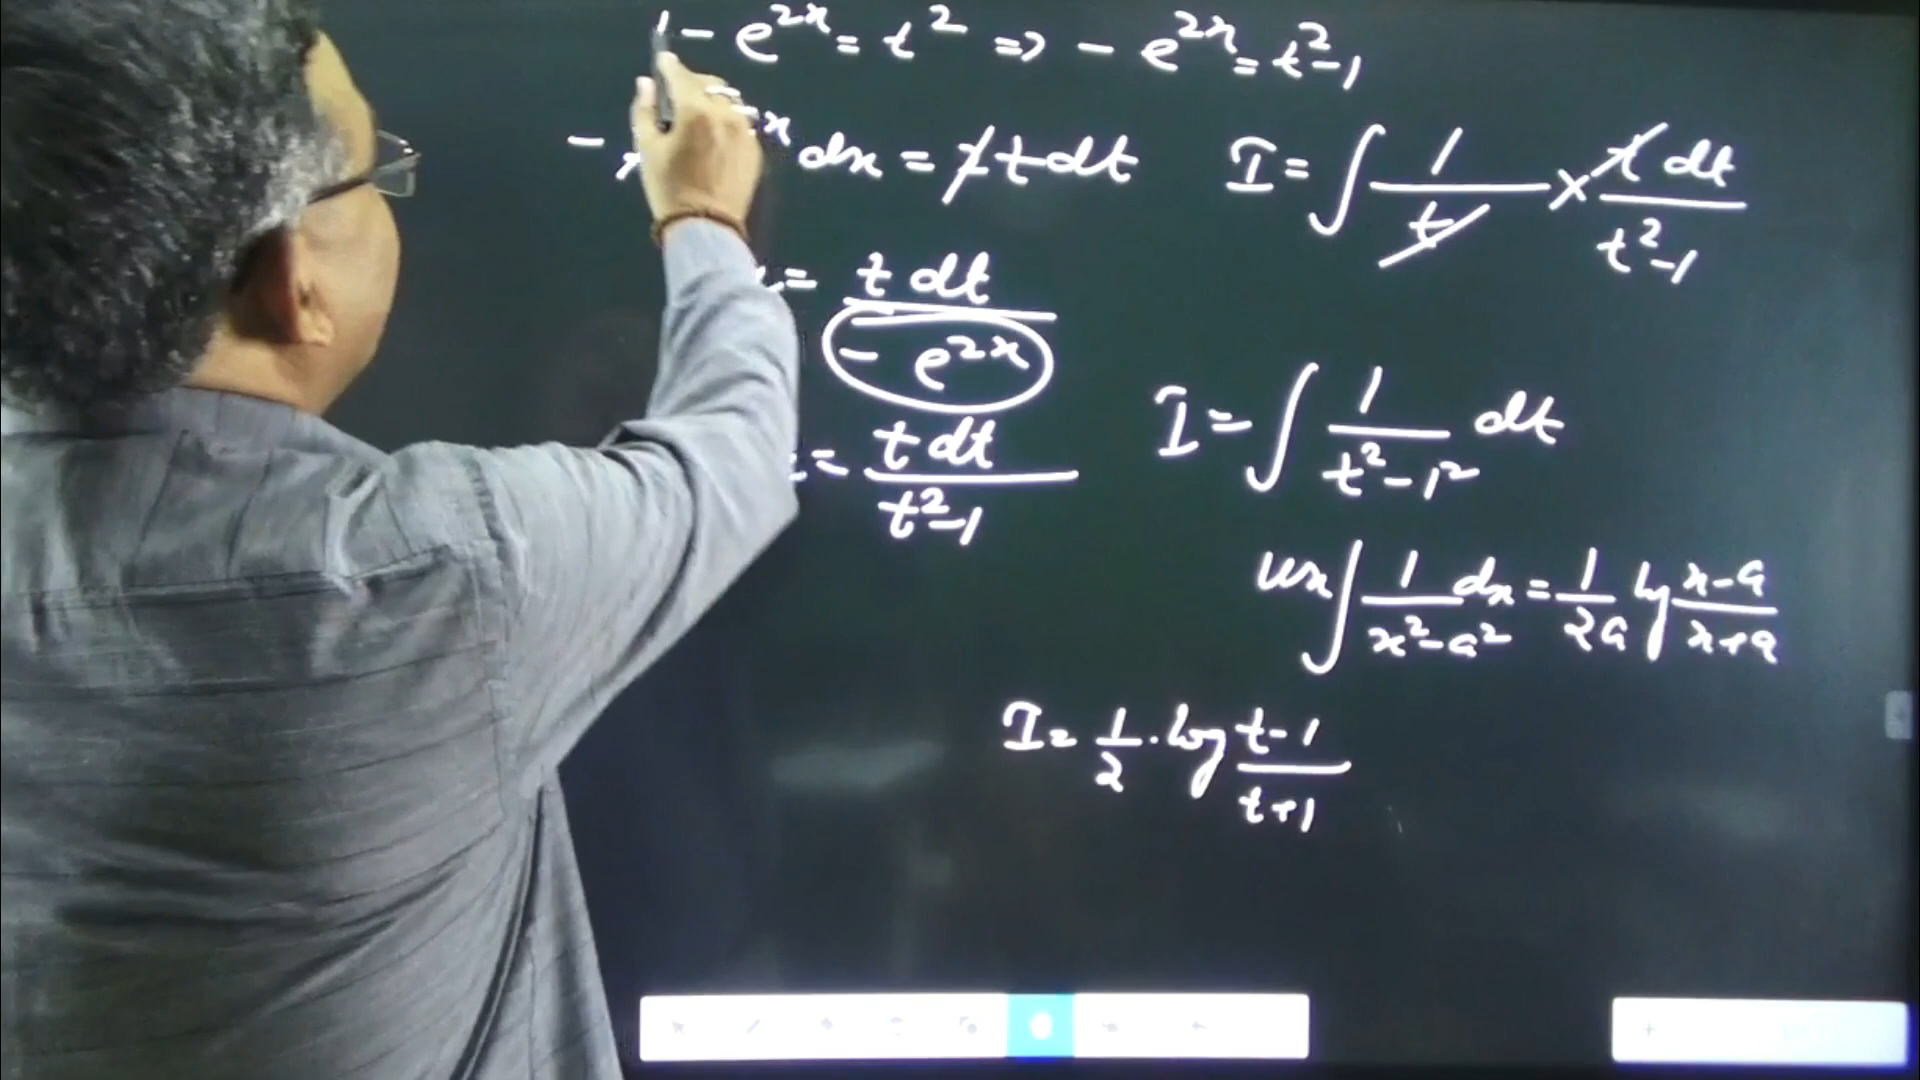 1 - e^{2x} = t^2 ⇒ - e^{2x} = t^2 - 1
- x dx = 2 t dt
I = ∫ 1/t × t dt/(t^2 - 1)
= t dt/(- e^{2x})
= t dt/(t^2 - 1)
I = ∫ 1/(t^2 - 1^2) dt
∫ 1/(x^2 - a^2) dx = 1/2a log (x - a)/(x + a)
I = 1/2 . log (t - 1)/(t + 1)